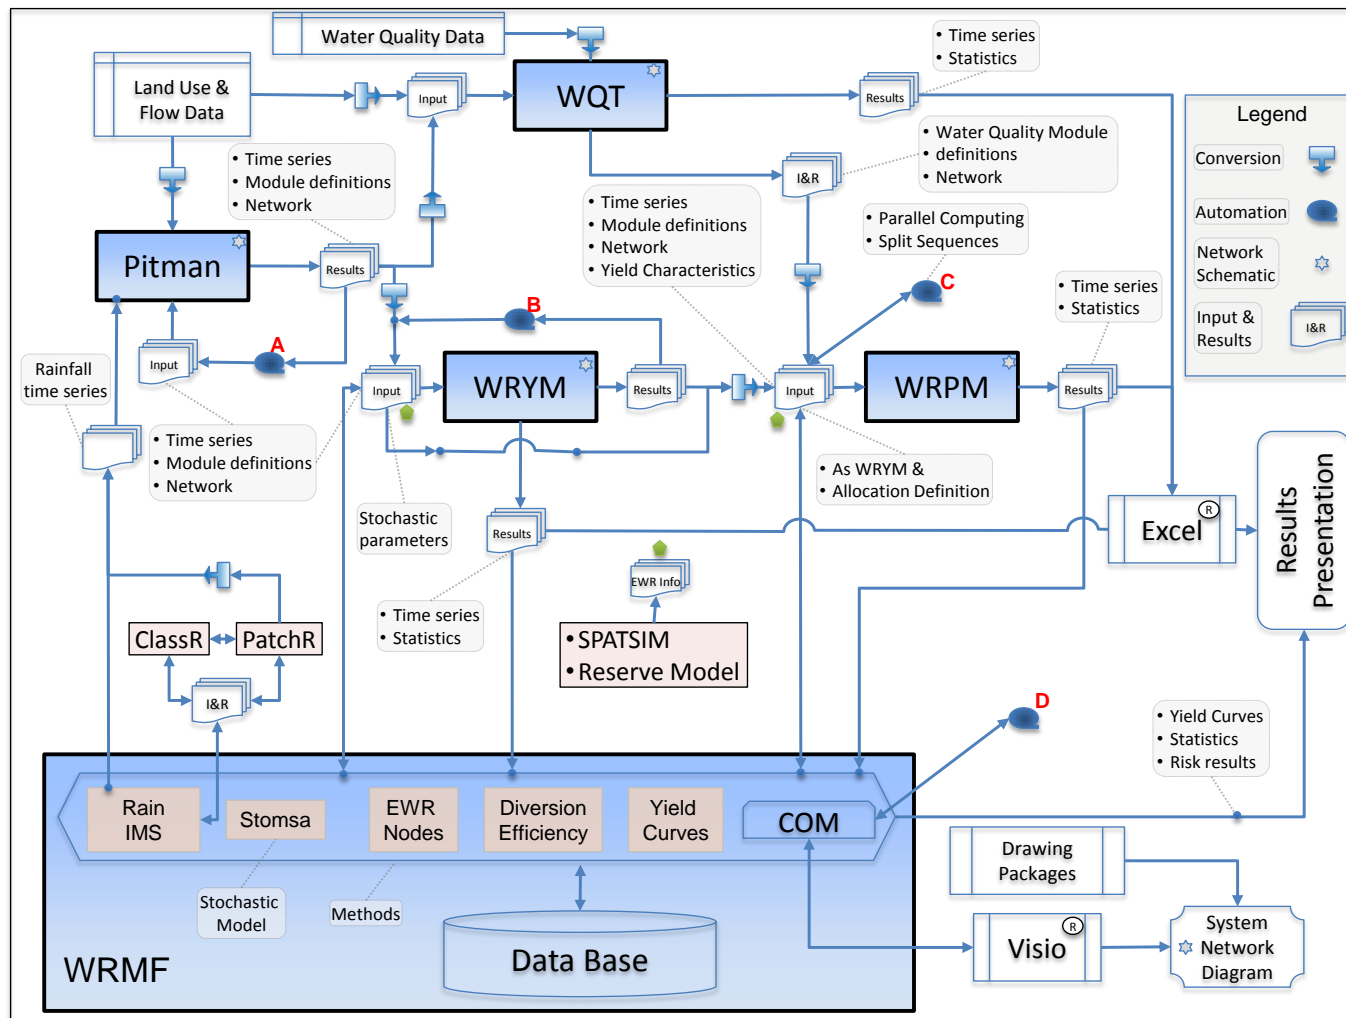 Water Quality Data
• Time series
• Statistics
Land Use &
Flow Data
Input
WQT
Results
Legend
Conversion
Automation
Network
Schematic
Input &
Results
I&R
• Time series
• Module definitions
• Network
• Water Quality Module
• definitions
• Network
I&R
• Time series
• Module definitions
• Network
• Yield Characteristics
• Parallel Computing
• Split Sequences
Pitman
Results
C
• Time series
• Statistics
B
A
Input
Rainfall
time series
Input
WRYM
Results
Input
WRPM
Results
• Time series
• Module definitions
• Network
• As WRYM &
• Allocation Definition
Stochastic
parameters
Results
Excel
R
Results
Presentation
EWR Info
• Time series
• Statistics
• SPATSIM
• Reserve Model
ClassR
PatchR
I&R
D
• Yield Curves
• Statistics
• Risk results
Rain
IMS
Stomsa
EWR
Nodes
Diversion
Efficiency
Yield
Curves
COM
Stochastic
Model
Methods
Drawing
Packages
Data Base
WRMF
Visio
R
System
Network
Diagram